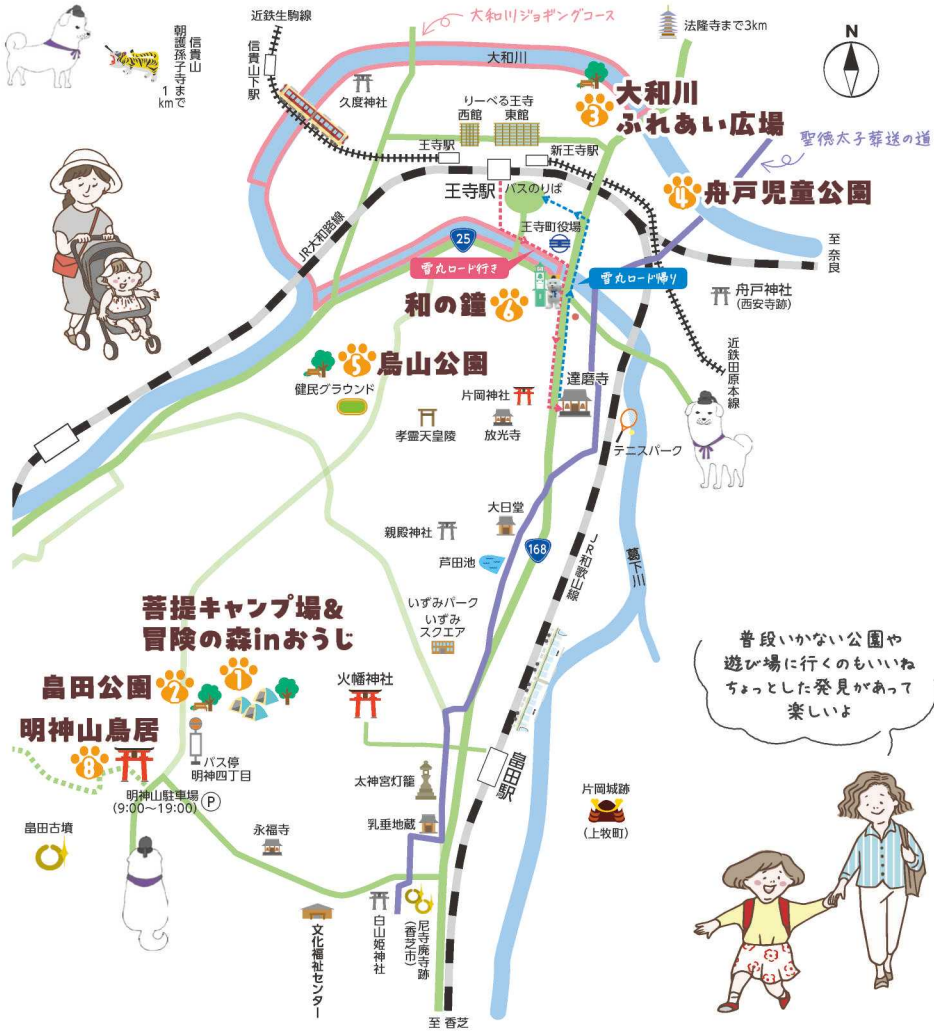 大和川ジョギングコース
近鉄生駒線
法隆寺まで3km
信貴山
朝護孫子寺まで
1km
信貴山下駅
大和川
N
久度神社
りーべる王寺
西館
東館
3
大和川
ふれあい広場
聖徳太子葬送の道
王寺駅
新王寺駅
王寺駅
バスのりば
4
舟戸児童公園
JR大和路線
25
王寺町役場
至
奈良
雪丸ロード行き
雪丸ロード帰り
和の鐘
6
舟戸神社
(西安寺跡)
近鉄田原本線
5
烏山公園
健民グラウンド
片岡神社
達磨寺
孝霊天皇陵
放光寺
テニスパーク
大日堂
親殿神社
芦田池
168
JR和歌山線
葛下川
いずみパーク
いずみ
スクエア
菩提キャンプ場&
冒険の森inおうじ
1
畠田公園
2
火幡神社
普段いかない公園や
遊び場に行くのもいいね
ちょっとした発見があって
楽しいよ
明神山鳥居
8
バス停
明神四丁目
畠田駅
明神山駐車場
(9:00〜19:00)
P
太神宮灯籠
片岡城跡
(上牧町)
畠田古墳
永福寺
乳垂地蔵
文化福祉センター
白山姫神社
尼寺廃寺跡
(香芝市)
至 香芝